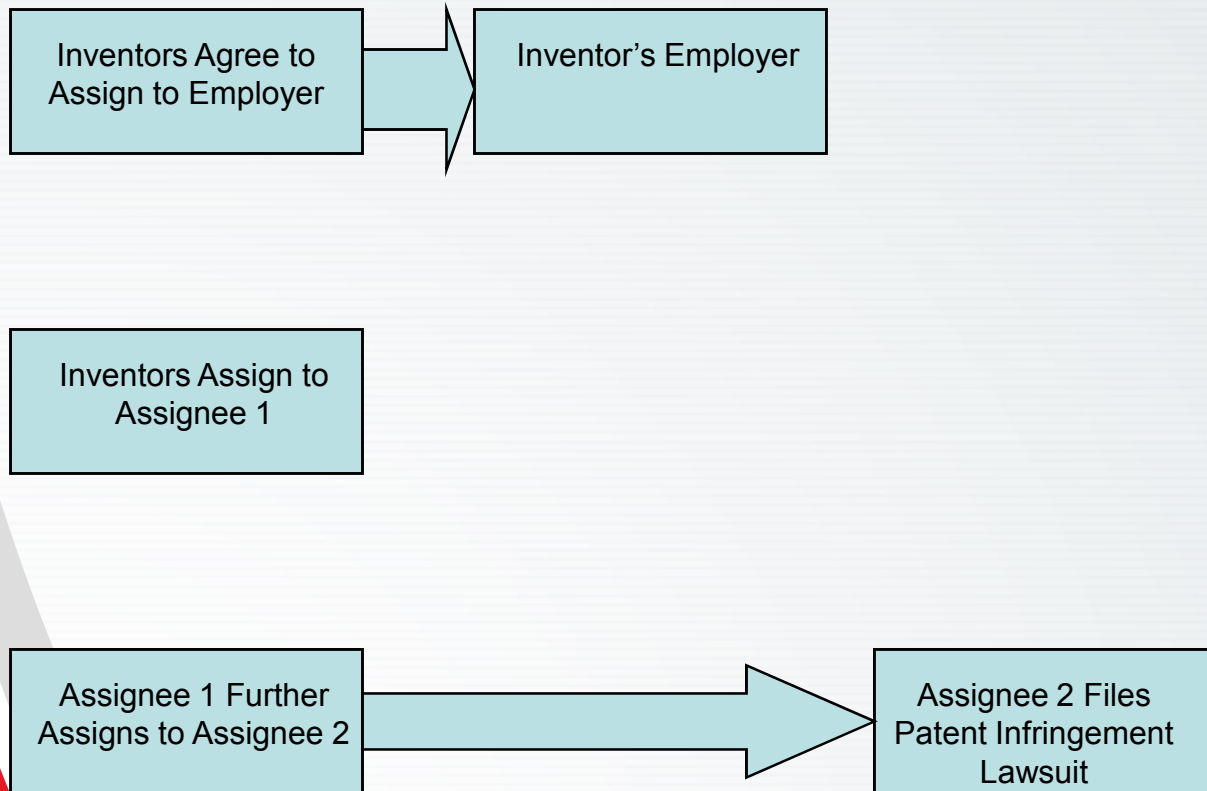 Inventors Agree to
Assign to Employer
Inventor’s Employer
Inventors Assign to
Assignee 1
Assignee 1 Further
Assigns to Assignee 2
Assignee 2 Files
Patent Infringement
Lawsuit